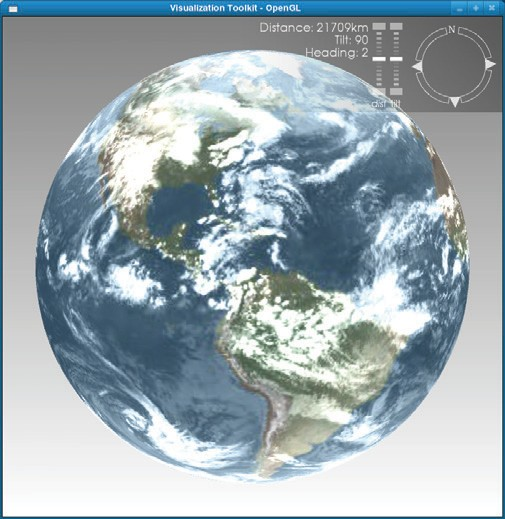 Visualization Toolkit - OpenGL
Distance: 21709km
Tilt: 90
Heading: 2
dist tilt
N